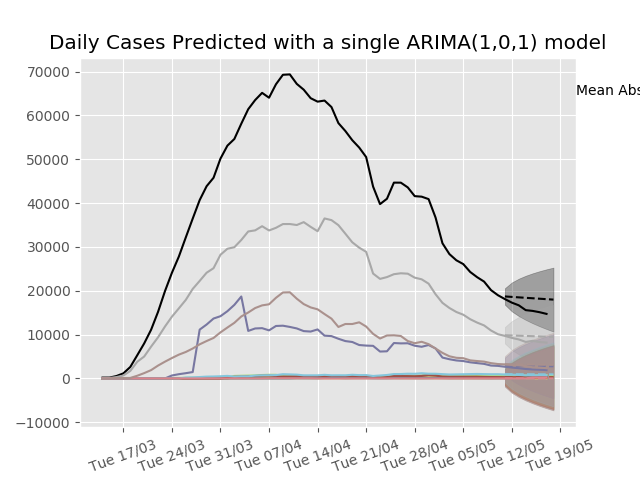 Daily Cases Predicted with a single ARIMA(1,0,1) model
Mean Abs
70000
60000
50000
40000
30000
20000
10000
0
−10000
Tue 17/03
Tue 24/03
Tue 31/03
Tue 07/04
Tue 14/04
Tue 21/04
Tue 28/04
Tue 05/05
Tue 12/05
Tue 19/05